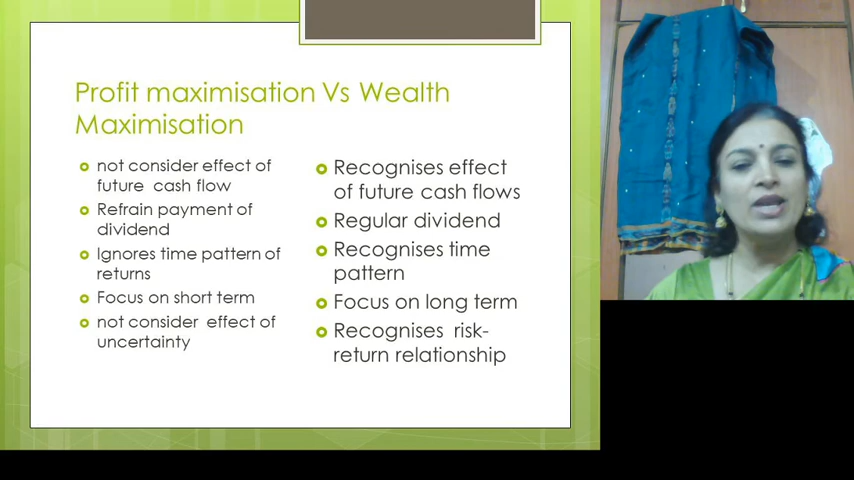 Profit maximisation Vs Wealth
Maximisation
not consider effect of
future cash flow
Refrain payment of
dividend
Ignores time pattern of
returns
Focus on short term
not consider effect of
uncertainty
Recognises effect
of future cash flows
Regular dividend
Recognises time
pattern
Focus on long term
Recognises risk-
return relationship